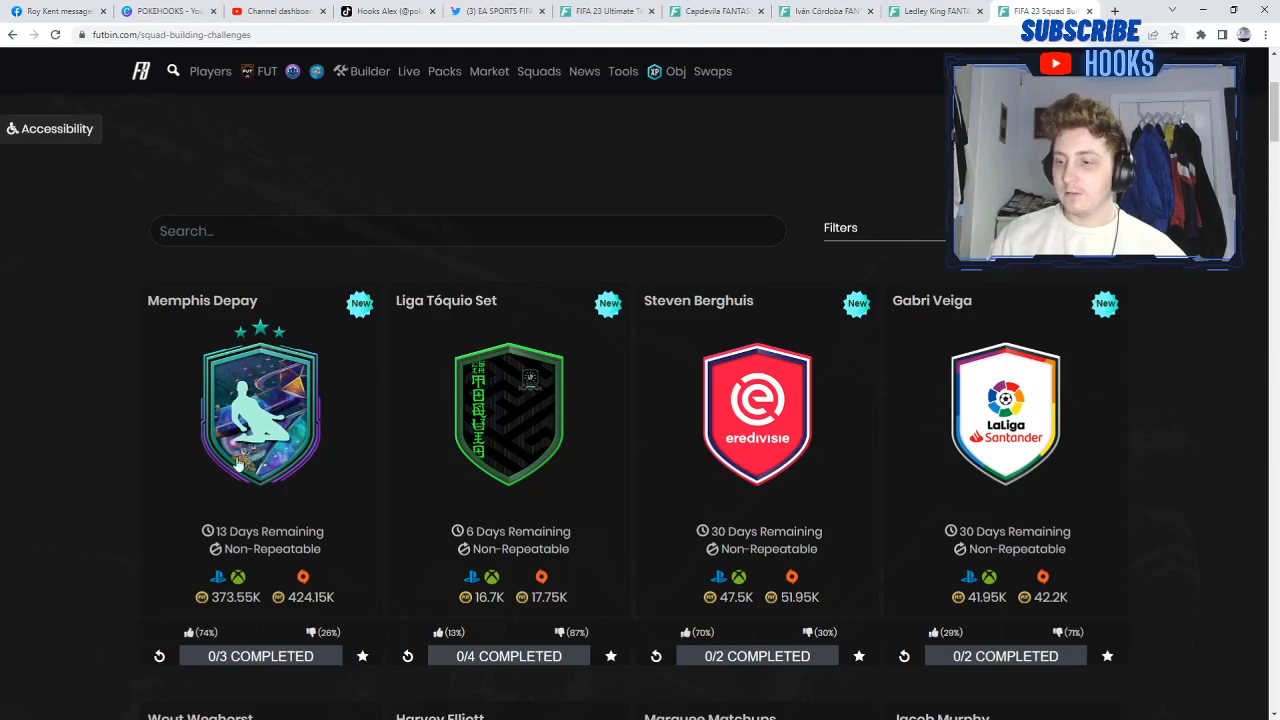 Roy Kent message:
POKEHOOKS - You
Channel dashboar
Hooks Alex (@pok
(3) EA SPORTS FIF
FIFA 23 Ultimate T
Capdevila FANTAS
Iván Córdoba FAN
Ledley King FANTA
FIFA 23 Squad Bui
futbin.com/squad-building-challenges
SUBSCRIBE
HOOKS
Players FUT Builder Live Packs Market Squads News Tools XP Obj Swaps
Accessibility
Search...
Filters
Memphis Depay New
Liga Tóquio Set New
Steven Berghuis New
Gabri Veiga New
eredivisie
LaLiga
Santander
13 Days Remaining
Non-Repeatable
373.55K 424.15K
(74%) (26%)
0/3 COMPLETED
6 Days Remaining
Non-Repeatable
16.7K 17.75K
(13%) (87%)
0/4 COMPLETED
30 Days Remaining
Non-Repeatable
47.5K 51.95K
(70%) (30%)
0/2 COMPLETED
30 Days Remaining
Non-Repeatable
41.95K 42.2K
(29%) (71%)
0/2 COMPLETED
Wout Weghorst
Harvey Elliott
Marquee Matchups
Jacob Murphy